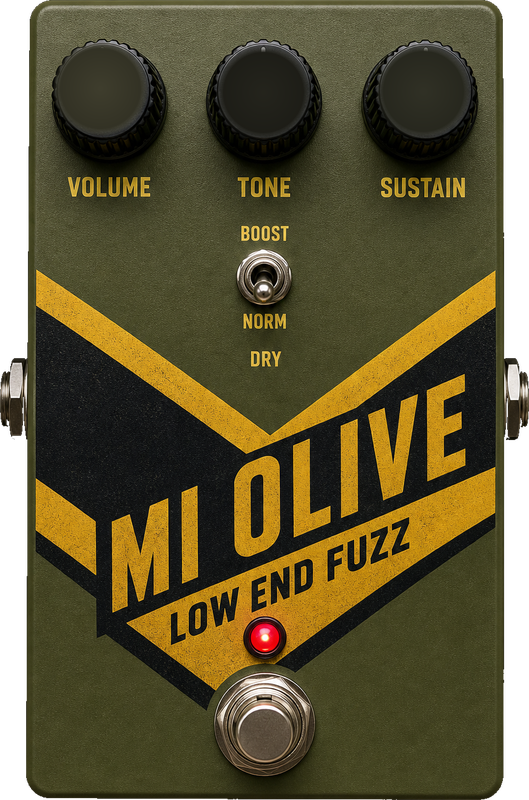 VOLUME TONE SUSTAIN
BOOST
NORM
DRY
MI OLIVE
LOW END FUZZ